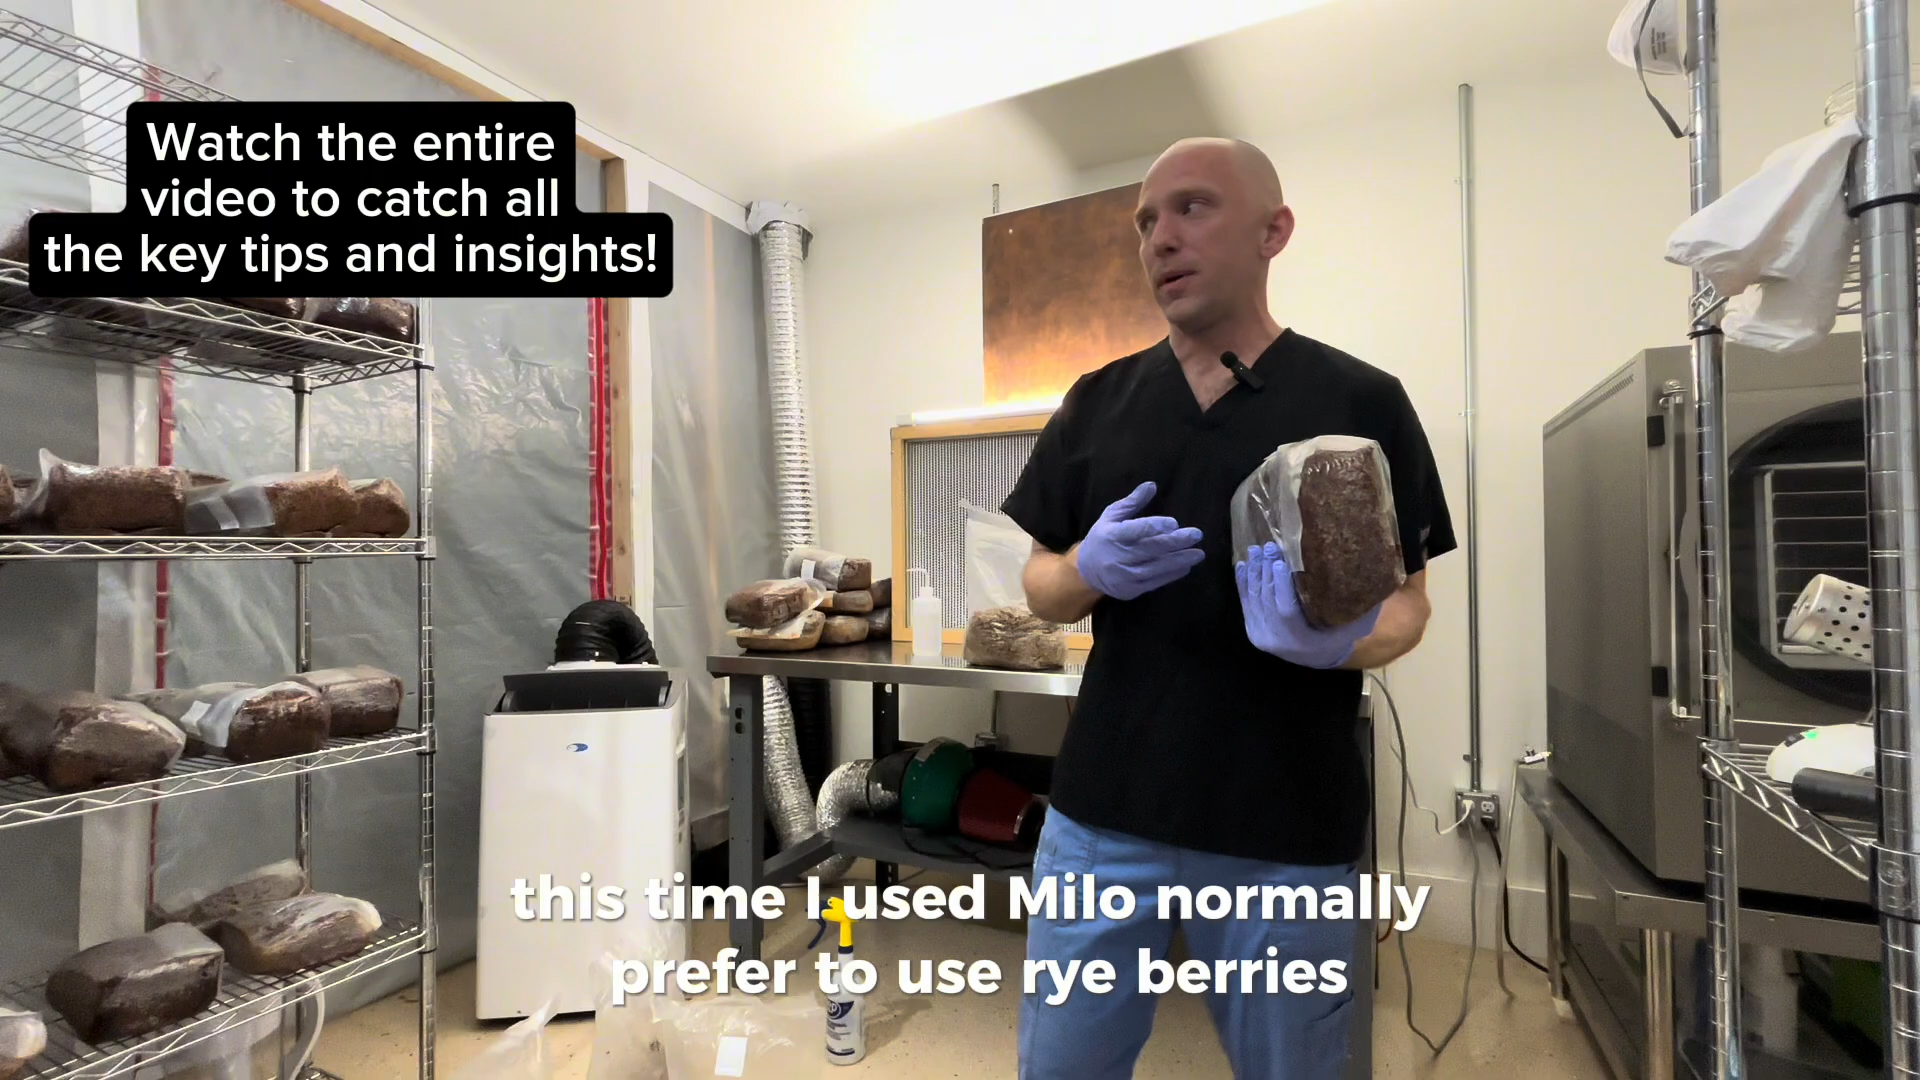 Watch the entire
video to catch all
the key tips and insights!
this time I used Milo normally
prefer to use rye berries